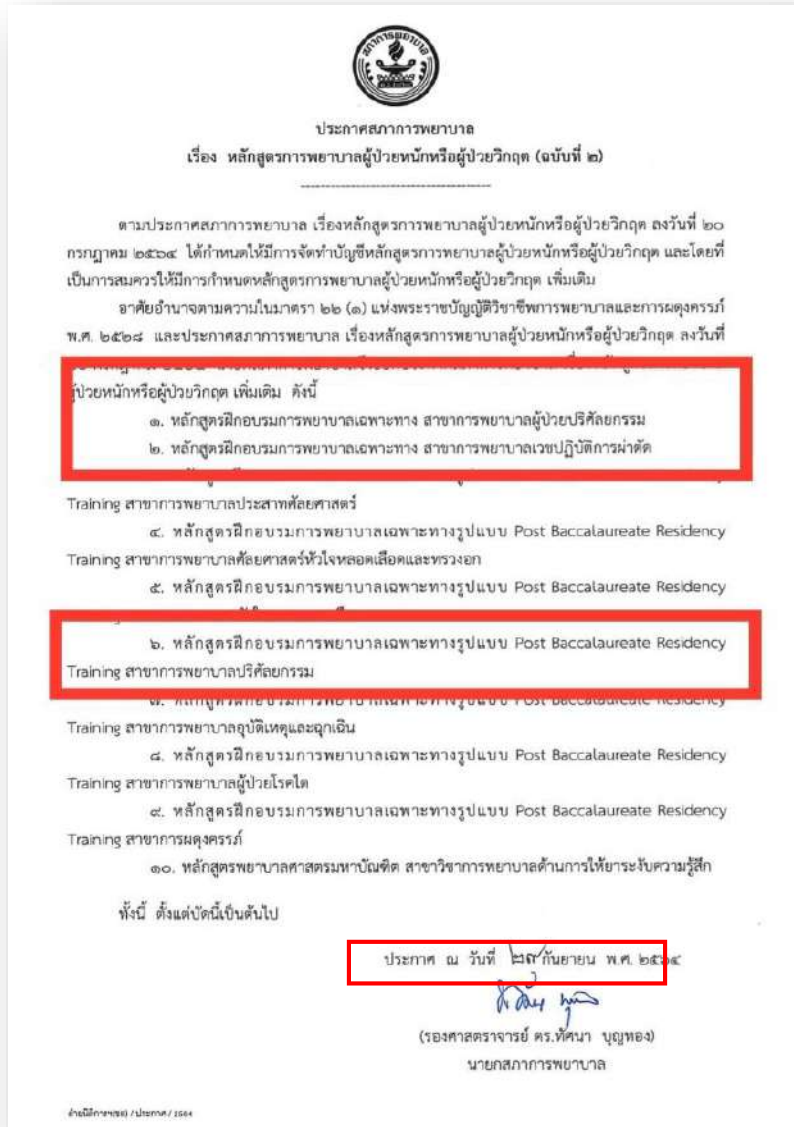 สภาการพยาบาล
ประกาศสภาการพยาบาล
เรื่อง หลักสูตรการพยาบาลผู้ป่วยหนักหรือผู้ป่วยวิกฤต (ฉบับที่ ๒)
ตามประกาศสภาการพยาบาล เรื่องหลักสูตรการพยาบาลผู้ป่วยหนักหรือผู้ป่วยวิกฤต ลงวันที่ ๒๐
กรกฎาคม ๒๕๖๔ ได้กำหนดให้มีการจัดทำบัญชีหลักสูตรการพยาบาลผู้ป่วยหนักหรือผู้ป่วยวิกฤต และโดยที่
เป็นการสมควรให้มีการกำหนดหลักสูตรการพยาบาลผู้ป่วยหนักหรือผู้ป่วยวิกฤต เพิ่มเติม
อาศัยอำนาจตามความในมาตรา ๒๒ (๑) แห่งพระราชบัญญัติวิชาชีพการพยาบาลและการผดุงครรภ์
พ.ศ. ๒๕๒๘ และประกาศสภาการพยาบาล เรื่องหลักสูตรการพยาบาลผู้ป่วยหนักหรือผู้ป่วยวิกฤต ลงวันที่
ผู้ป่วยหนักหรือผู้ป่วยวิกฤต เพิ่มเติม ดังนี้
๑. หลักสูตรฝึกอบรมการพยาบาลเฉพาะทาง สาขาการพยาบาลผู้ป่วยปริศัลยกรรม
๒. หลักสูตรฝึกอบรมการพยาบาลเฉพาะทาง สาขาการพยาบาลเวชปฏิบัติการผ่าตัด
Training สาขาการพยาบาลประสาทศัลยศาสตร์
๔. หลักสูตรฝึกอบรมการพยาบาลเฉพาะทางรูปแบบ Post Baccalaureate Residency
Training สาขาการพยาบาลศัลยศาสตร์หัวใจหลอดเลือดและทรวงอก
๕. หลักสูตรฝึกอบรมการพยาบาลเฉพาะทางรูปแบบ Post Baccalaureate Residency
๖. หลักสูตรฝึกอบรมการพยาบาลเฉพาะทางรูปแบบ Post Baccalaureate Residency
Training สาขาการพยาบาลปริศัลยกรรม
๗. หลักสูตรฝึกอบรมการพยาบาลเฉพาะทางรูปแบบ Post Baccalaureate Residency
Training สาขาการพยาบาลอุบัติเหตุและฉุกเฉิน
๘. หลักสูตรฝึกอบรมการพยาบาลเฉพาะทางรูปแบบ Post Baccalaureate Residency
Training สาขาการพยาบาลผู้ป่วยโรคไต
๙. หลักสูตรฝึกอบรมการพยาบาลเฉพาะทางรูปแบบ Post Baccalaureate Residency
Training สาขาการผดุงครรภ์
๑๐. หลักสูตรพยาบาลศาสตรมหาบัณฑิต สาขาวิชาการพยาบาลด้านการให้ยาระงับความรู้สึก
ทั้งนี้ ตั้งแต่บัดนี้เป็นต้นไป
ประกาศ ณ วันที่ ๒๙ กันยายน พ.ศ. ๒๕๖๔
(รองศาสตราจารย์ ดร.ทัศนา บุญทอง)
นายกสภาการพยาบาล